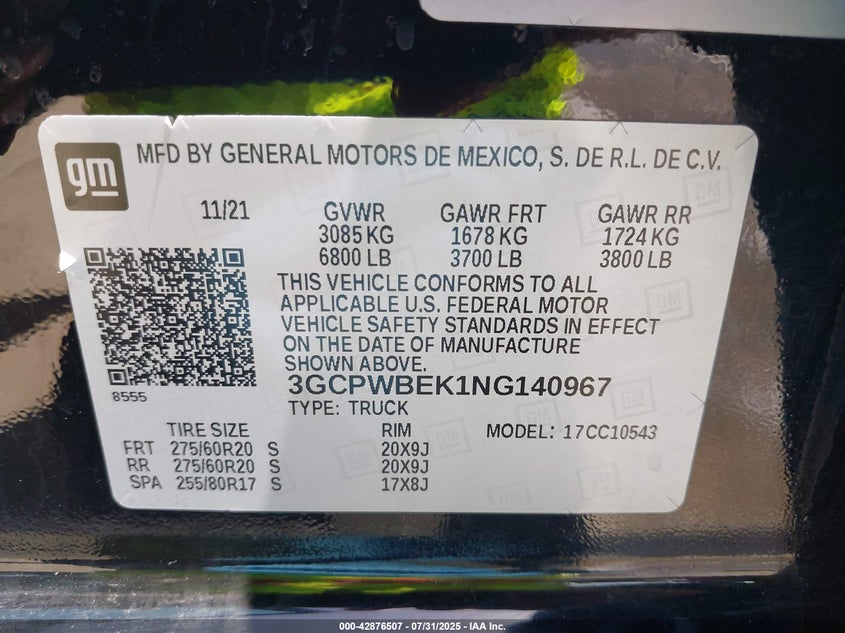 gm
MFD BY GENERAL MOTORS DE MEXICO, S. DE R.L. DE C.V.
11/21 GVWR GAWR FRT GAWR RR
3085 KG 1678 KG 1724 KG
6800 LB 3700 LB 3800 LB
THIS VEHICLE CONFORMS TO ALL
APPLICABLE U.S. FEDERAL MOTOR
VEHICLE SAFETY STANDARDS IN EFFECT
ON THE DATE OF MANUFACTURE
SHOWN ABOVE.
3GCPWBEK1NG140967
8555
TYPE: TRUCK
TIRE SIZE RIM MODEL: 17CC10543
FRT 275/60R20 S 20X9J
RR 275/60R20 S 20X9J
SPA 255/80R17 S 17X8J
000-42876507 - 07/31/2025 - IAA Inc.